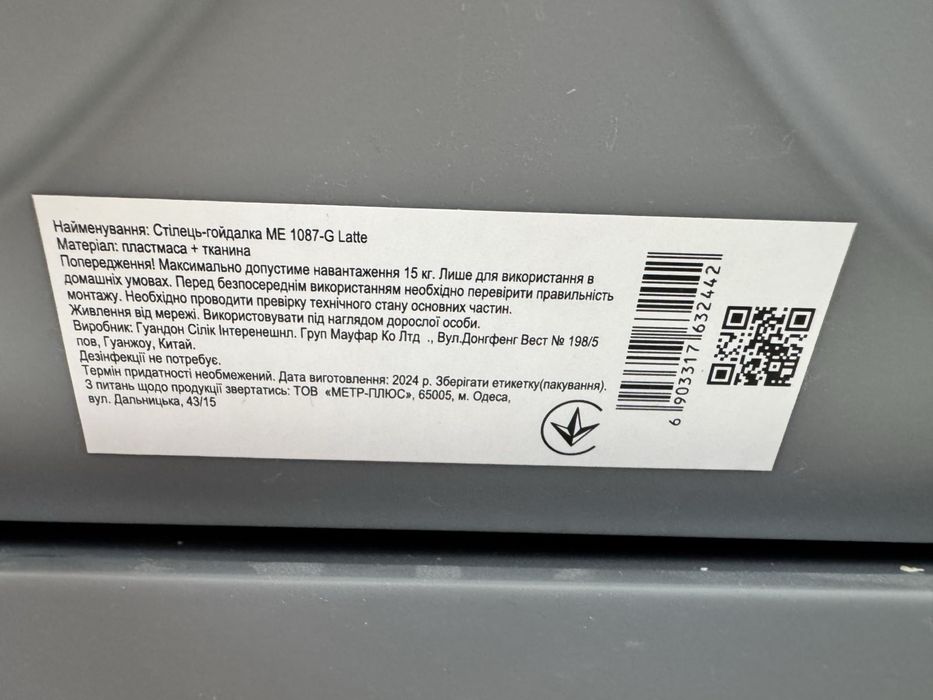 Найменування: Стілець-гойдалка ME 1087-G Latte
Матеріал: пластмаса + тканина
Попередження! Максимально допустиме навантаження 15 кг. Лише для використання в
домашніх умовах. Перед безпосереднім використанням необхідно перевірити правильність
монтажу. Необхідно проводити превірку технічного стану основних частин.
Живлення від мережі. Використовувати під наглядом дорослої особи.
Виробник: Гуандон Сілік Інтеренешнл. Груп Мауфар Ко Лтд ., Вул.Донгфенг Вест № 198/5
пов, Гуанжоу, Китай.
Дезінфекції не потребує.
Термін придатності необмежений. Дата виготовлення: 2024 р. Зберігати етикетку(пакування).
З питань щодо продукції звертатись: ТОВ «МЕТР-ПЛЮС», 65005, м. Одеса,
вул. Дальницька, 43/15
6 903317 632442